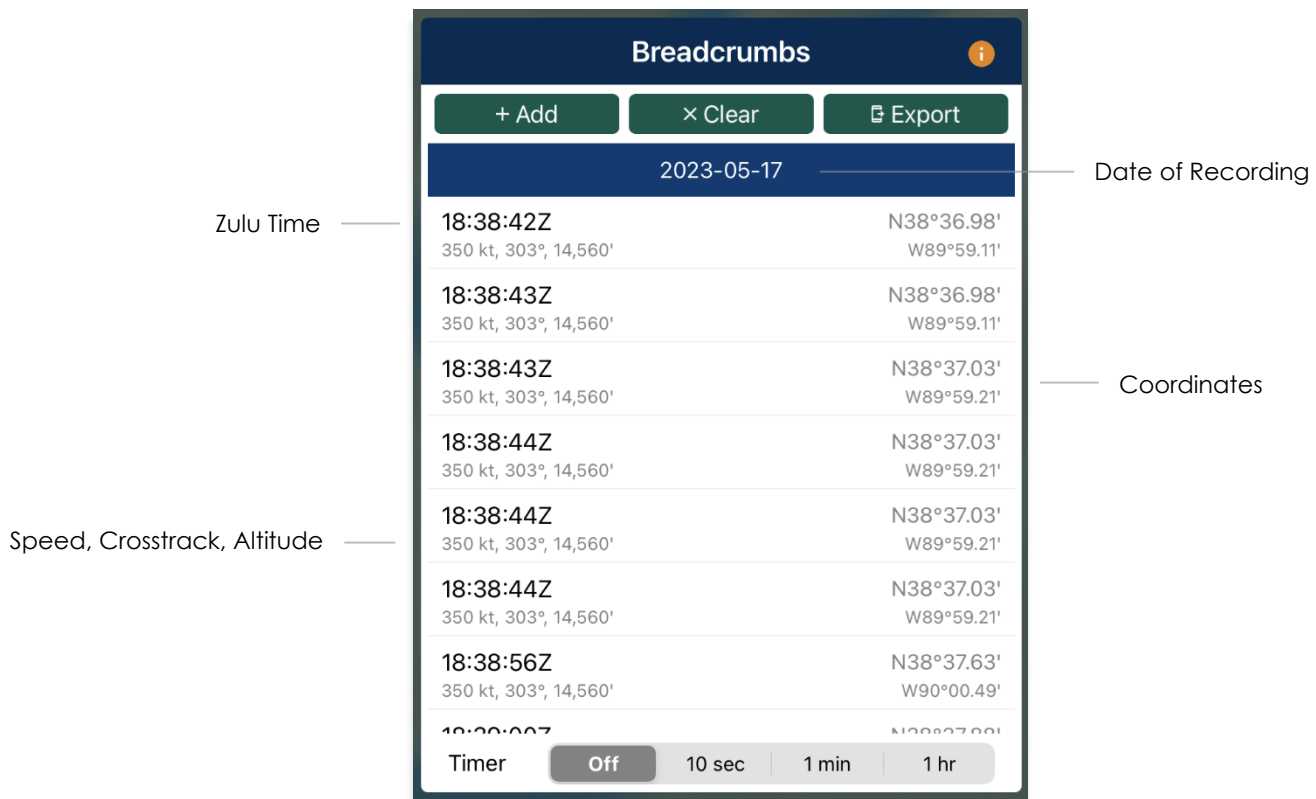 Breadcrumbs
+ Add
× Clear
Export
2023-05-17
Date of Recording
Zulu Time
18:38:42Z
N38°36.98'
350 kt, 303°, 14,560'
W89°59.11'
18:38:43Z
N38°36.98'
350 kt, 303°, 14,560'
W89°59.11'
18:38:43Z
N38°37.03'
350 kt, 303°, 14,560'
W89°59.21'
Coordinates
18:38:44Z
N38°37.03'
350 kt, 303°, 14,560'
W89°59.21'
18:38:44Z
N38°37.03'
Speed, Crosstrack, Altitude
350 kt, 303°, 14,560'
W89°59.21'
18:38:44Z
N38°37.03'
350 kt, 303°, 14,560'
W89°59.21'
18:38:56Z
N38°37.63'
350 kt, 303°, 14,560'
W90°00.49'
Timer
Off
10 sec
1 min
1 hr